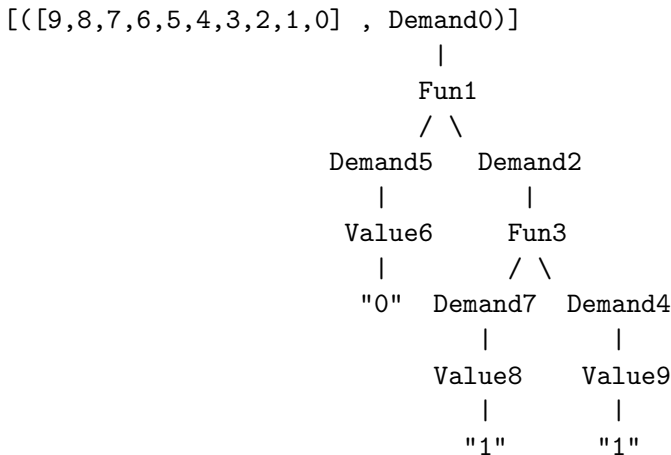 [([9,8,7,6,5,4,3,2,1,0] , Demand0)]
|
Fun1
/ \
Demand5 Demand2
| |
Value6 Fun3
| / \
"0" Demand7 Demand4
| |
Value8 Value9
| |
"1" "1"